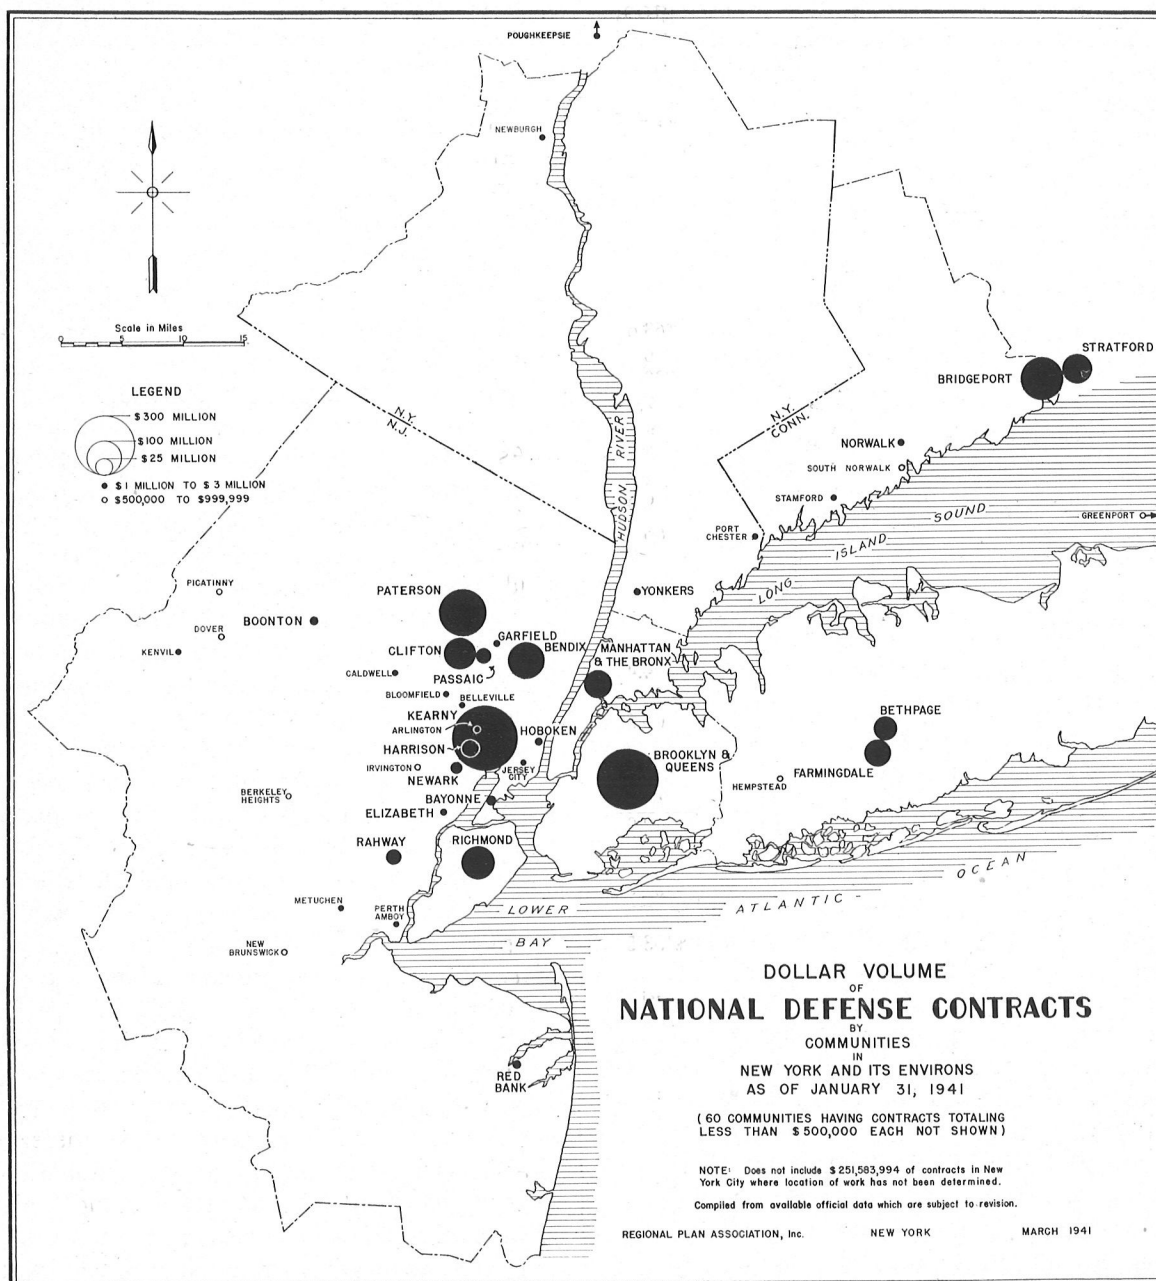 POUGHKEEPSIE
NEWBURGH
Scale in Miles
0 5 10 15
LEGEND
$300 MILLION
$100 MILLION
$25 MILLION
$1 MILLION TO $3 MILLION
$500,000 TO $999,999
N.Y.
N.J.
N.Y.
CONN.
HUDSON RIVER
STRATFORD
BRIDGEPORT
NORWALK
SOUTH NORWALK
STAMFORD
PORT
CHESTER
LONG ISLAND SOUND
GREENPORT
PICATINNY
DOVER
KENVIL
BOONTON
PATERSON
CLIFTON
PASSAIC
GARFIELD
BENDIX
YONKERS
MANHATTAN
& THE BRONX
CALDWELL
BLOOMFIELD
BELLEVILLE
KEARNY
ARLINGTON
HARRISON
IRVINGTON
NEWARK
HOBOKEN
JERSEY
CITY
BAYONNE
ELIZABETH
BERKELEY
HEIGHTS
BROOKLYN &
QUEENS
BETHPAGE
FARMINGDALE
HEMPSTEAD
RAHWAY
RICHMOND
METUCHEN
PERTH
AMBOY
NEW
BRUNSWICK
LOWER
BAY
ATLANTIC OCEAN
RED
BANK
DOLLAR VOLUME
OF
NATIONAL DEFENSE CONTRACTS
BY
COMMUNITIES
IN
NEW YORK AND ITS ENVIRONS
AS OF JANUARY 31, 1941
(60 COMMUNITIES HAVING CONTRACTS TOTALING
LESS THAN $500,000 EACH NOT SHOWN)
NOTE: Does not include $251,583,994 of contracts in New
York City where location of work has not been determined.
Compiled from available official data which are subject to revision.
REGIONAL PLAN ASSOCIATION, Inc. NEW YORK MARCH 1941